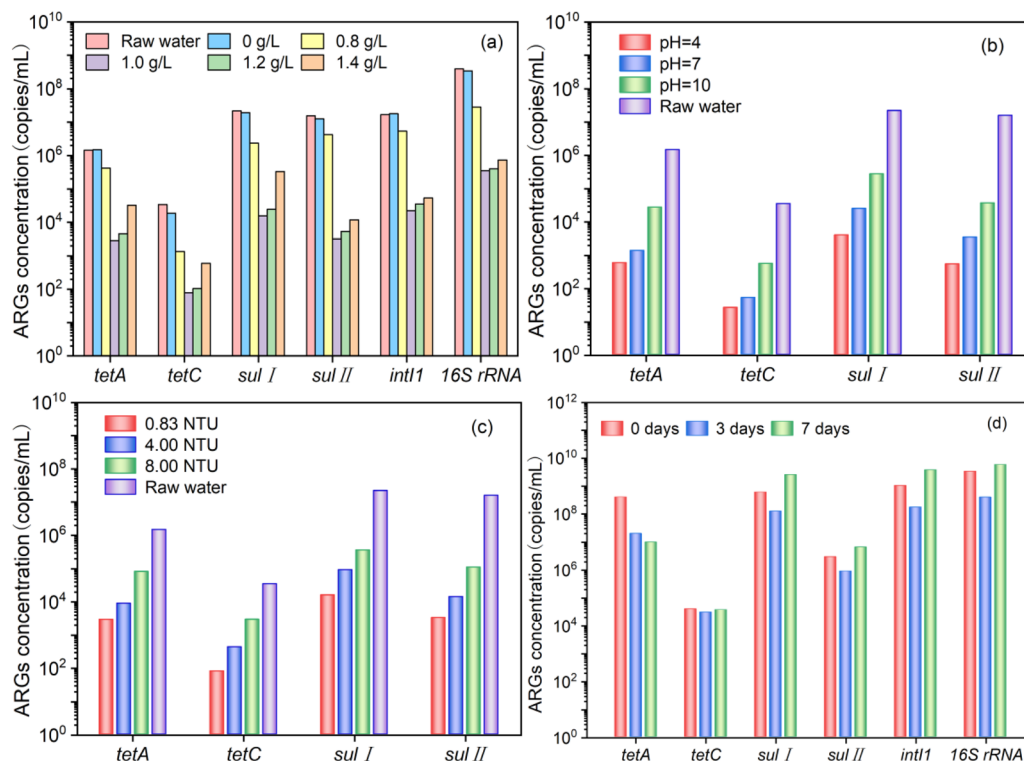 ARGs concentration (copies/mL)
10^10
10^8
10^6
10^4
10^2
10^0
Raw water 0 g/L 0.8 g/L
1.0 g/L 1.2 g/L 1.4 g/L
(a)
tetA tetC sul I sul II intI1 16S rRNA
ARGs concentration (copies/mL)
10^10
10^8
10^6
10^4
10^2
10^0
pH=4
pH=7
pH=10
Raw water
(b)
tetA tetC sul I sul II
ARGs concentration (copies/mL)
10^10
10^8
10^6
10^4
10^2
10^0
0.83 NTU
4.00 NTU
8.00 NTU
Raw water
(c)
tetA tetC sul I sul II
ARGs concentration (copies/mL)
10^12
10^10
10^8
10^6
10^4
10^2
10^0
0 days 3 days 7 days
(d)
tetA tetC sul I sul II intI1 16S rRNA